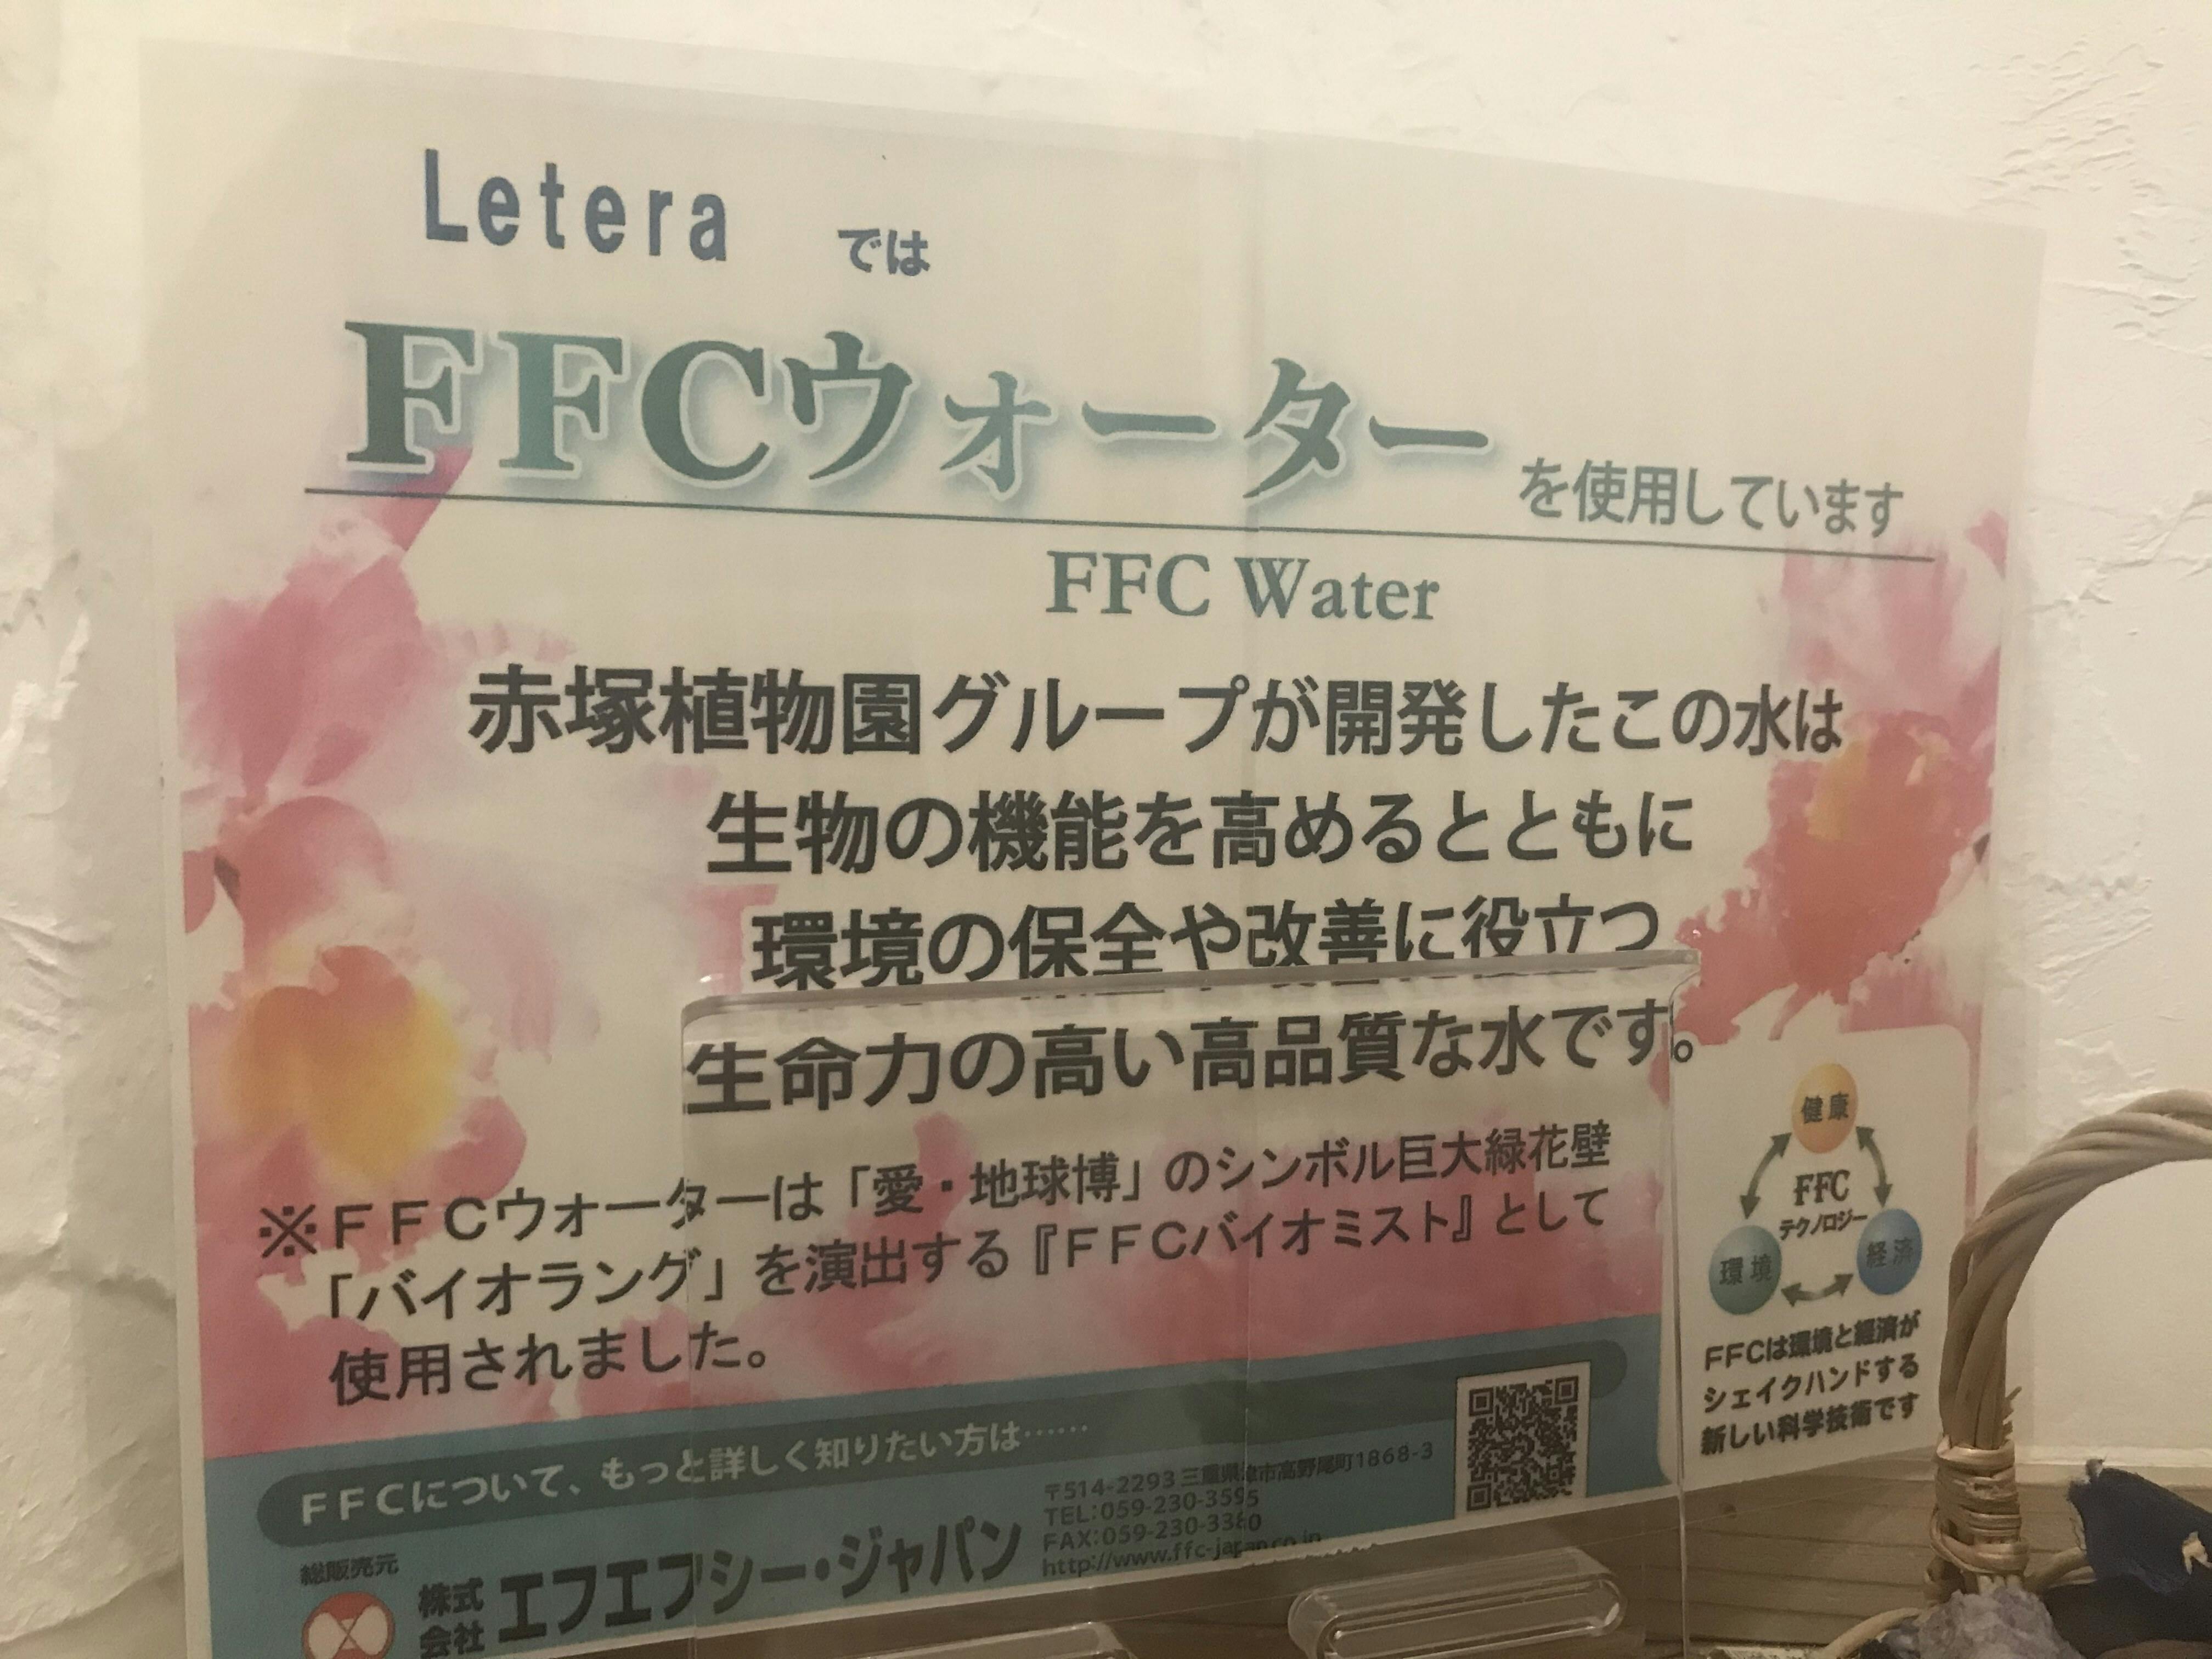 Letera では
FFCウォーター を使用しています
FFC Water
赤塚植物園グループが開発したこの水は
生物の機能を高めるとともに
環境の保全や改善に役立つ
生命力の高い高品質な水です。
※FFCウォーターは「愛・地球博」のシンボル巨大緑花壁
「バイオラング」を演出する『FFCバイオミスト』として
使用されました。
健康
FFC
テクノロジー
環境
経済
FFCは環境と経済が
シェイクハンドする
新しい科学技術です
FFCについて、もっと詳しく知りたい方は……
総販売元
株式会社 エフエフシー・ジャパン
〒514-2293 三重県津市高野尾町1868-3
TEL:059-230-3595
FAX:059-230-3380
http://www.ffc-japan.co.jp